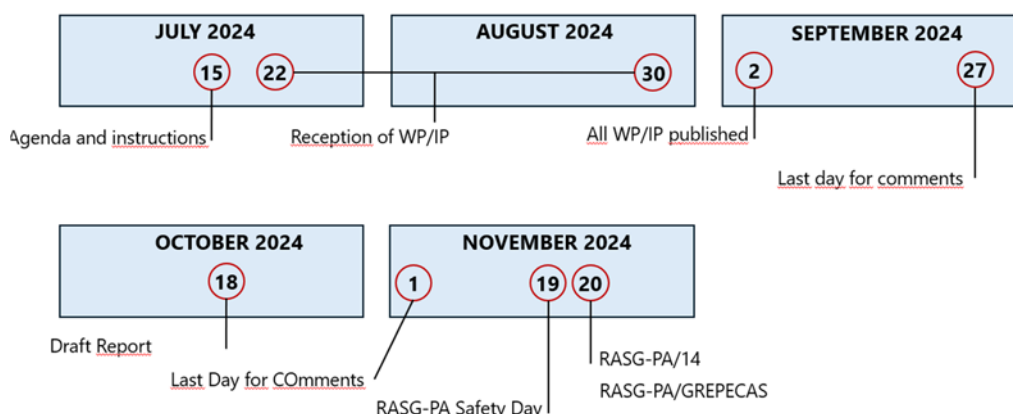 JULY 2024
AUGUST 2024
SEPTEMBER 2024
15
22
30
2
27
Agenda and instructions
Reception of WP/IP
All WP/IP published
Last day for comments
OCTOBER 2024
NOVEMBER 2024
18
1
19
20
Draft Report
Last Day for COmments
RASG-PA Safety Day
RASG-PA/14
RASG-PA/GREPECAS